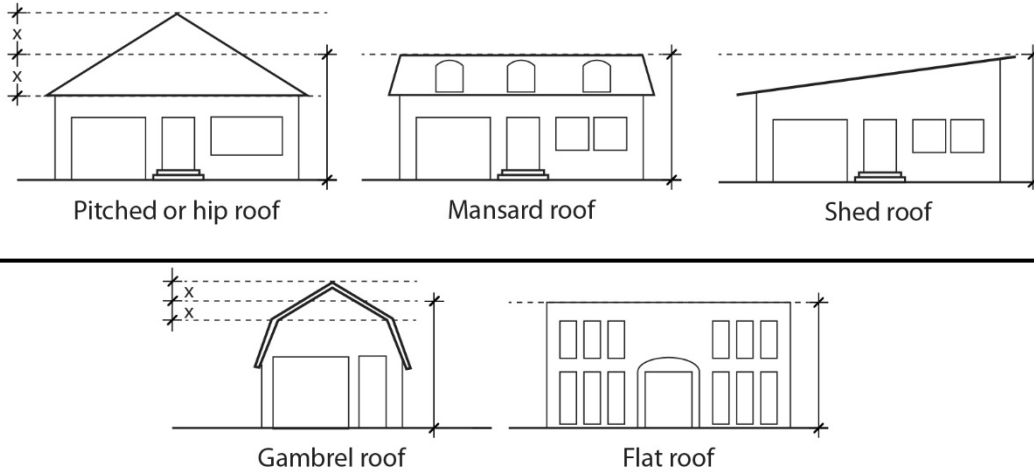 x
x
Pitched or hip roof
Mansard roof
Shed roof
x
x
Gambrel roof
Flat roof